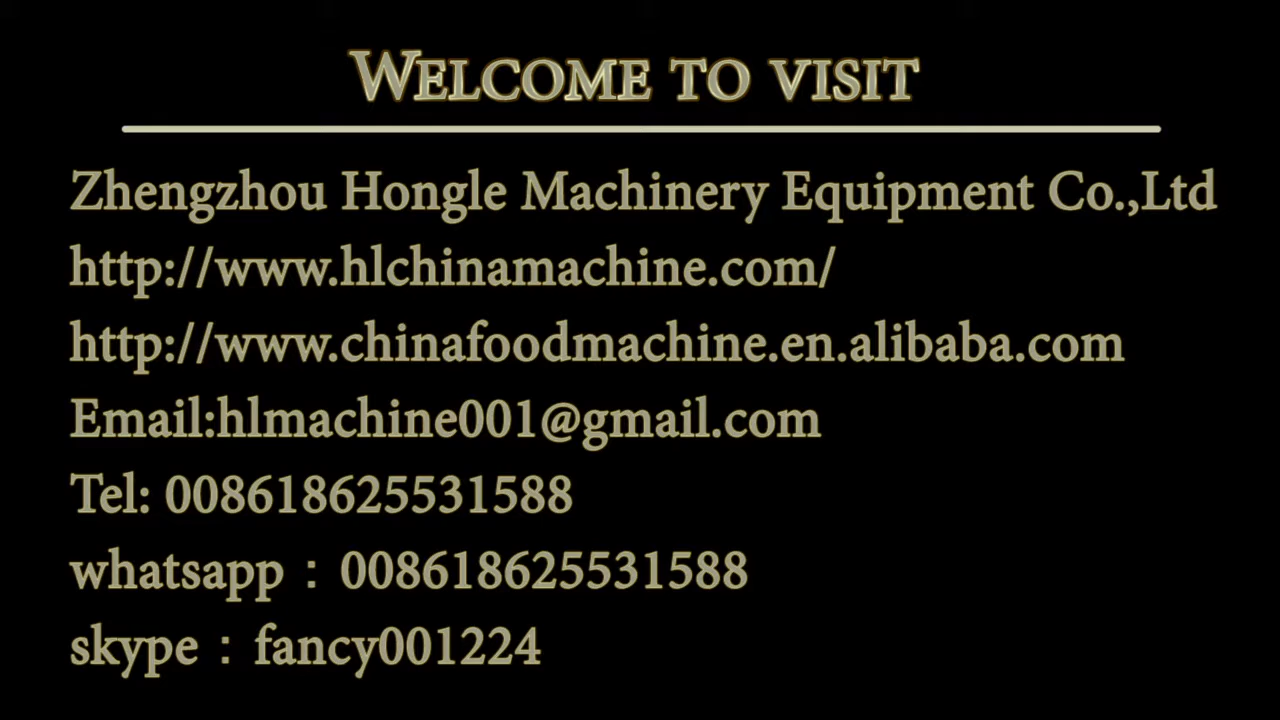 WELCOME TO VISIT
Zhengzhou Hongle Machinery Equipment Co.,Ltd
http://www.hlchinamachine.com/
http://www.chinafoodmachine.en.alibaba.com
Email:hlmachine001@gmail.com
Tel: 008618625531588
whatsapp：008618625531588
skype：fancy001224